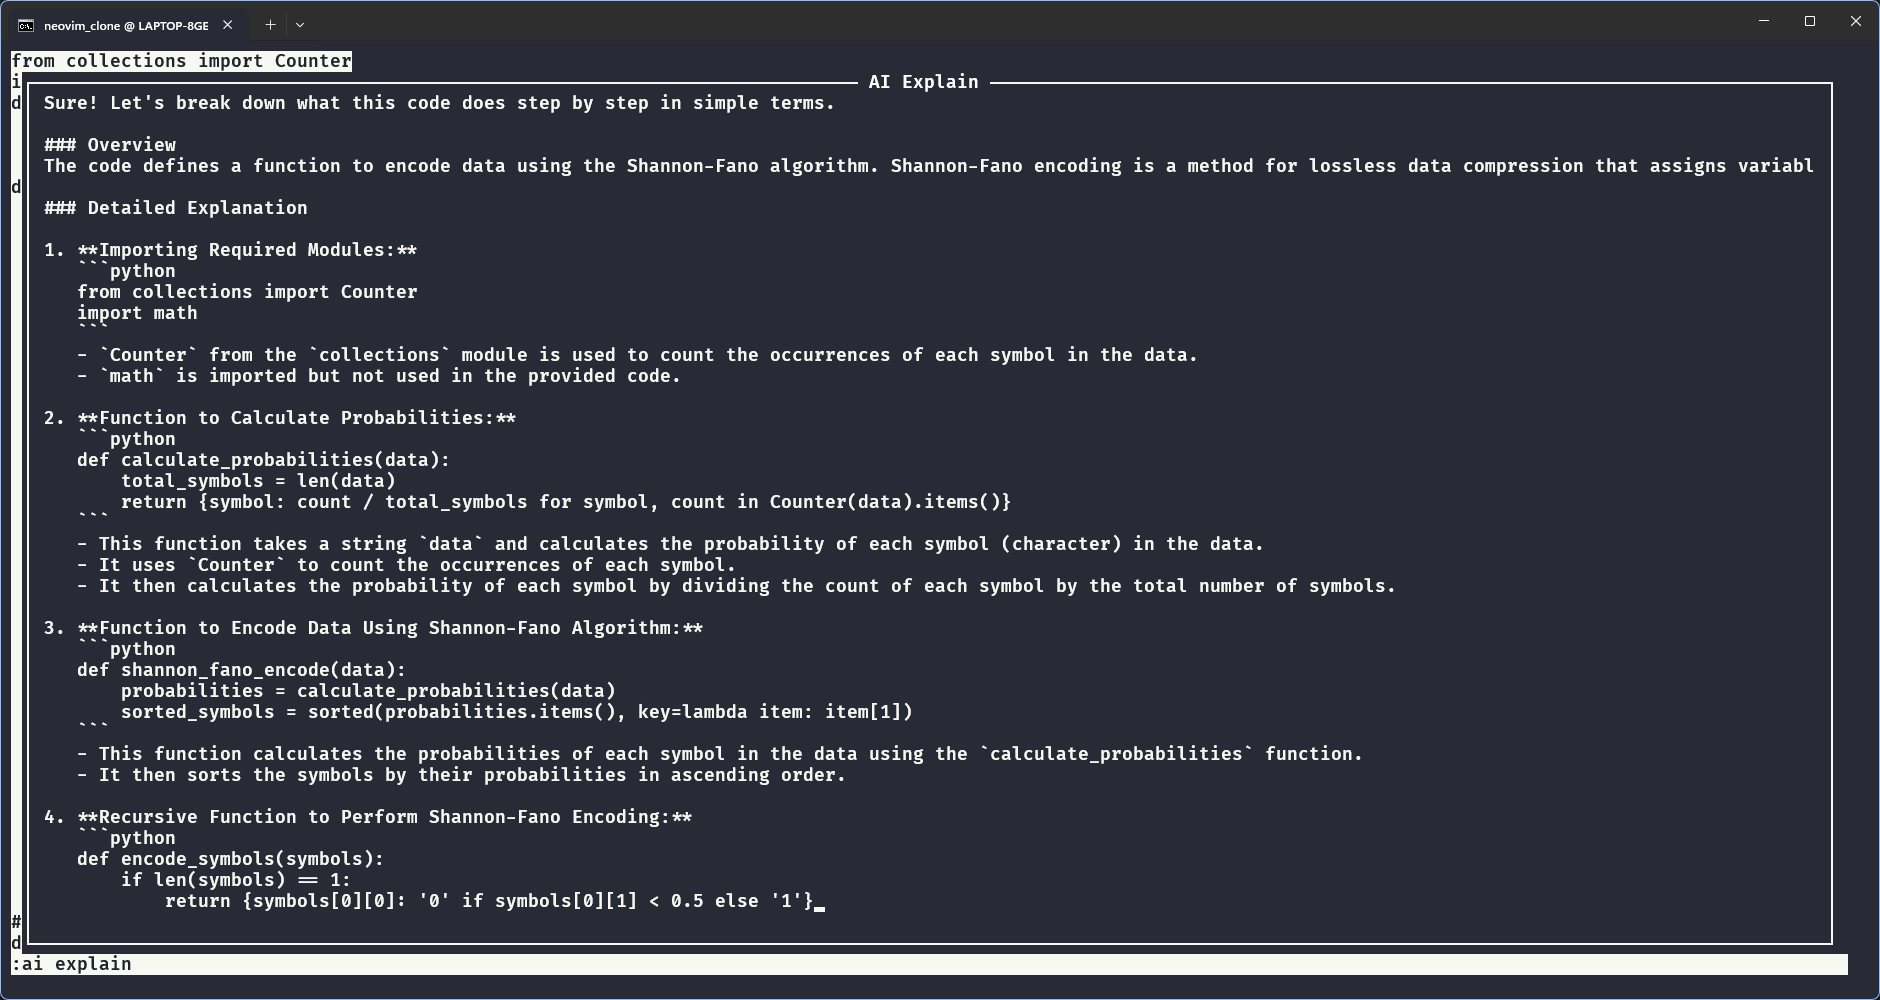 neovim_clone @ LAPTOP-8GE
from collections import Counter
i
AI Explain
d
Sure! Let's break down what this code does step by step in simple terms.
### Overview
The code defines a function to encode data using the Shannon-Fano algorithm. Shannon-Fano encoding is a method for lossless data compression that assigns variabl
d
### Detailed Explanation
1. **Importing Required Modules:**
```python
from collections import Counter
import math
```
- `Counter` from the `collections` module is used to count the occurrences of each symbol in the data.
- `math` is imported but not used in the provided code.
2. **Function to Calculate Probabilities:**
```python
def calculate_probabilities(data):
total_symbols = len(data)
return {symbol: count / total_symbols for symbol, count in Counter(data).items()}
```
- This function takes a string `data` and calculates the probability of each symbol (character) in the data.
- It uses `Counter` to count the occurrences of each symbol.
- It then calculates the probability of each symbol by dividing the count of each symbol by the total number of symbols.
3. **Function to Encode Data Using Shannon-Fano Algorithm:**
```python
def shannon_fano_encode(data):
probabilities = calculate_probabilities(data)
sorted_symbols = sorted(probabilities.items(), key=lambda item: item[1])
```
- This function calculates the probabilities of each symbol in the data using the `calculate_probabilities` function.
- It then sorts the symbols by their probabilities in ascending order.
4. **Recursive Function to Perform Shannon-Fano Encoding:**
```python
def encode_symbols(symbols):
if len(symbols) == 1:
return {symbols[0][0]: '0' if symbols[0][1] < 0.5 else '1'}
#
d
:ai explain